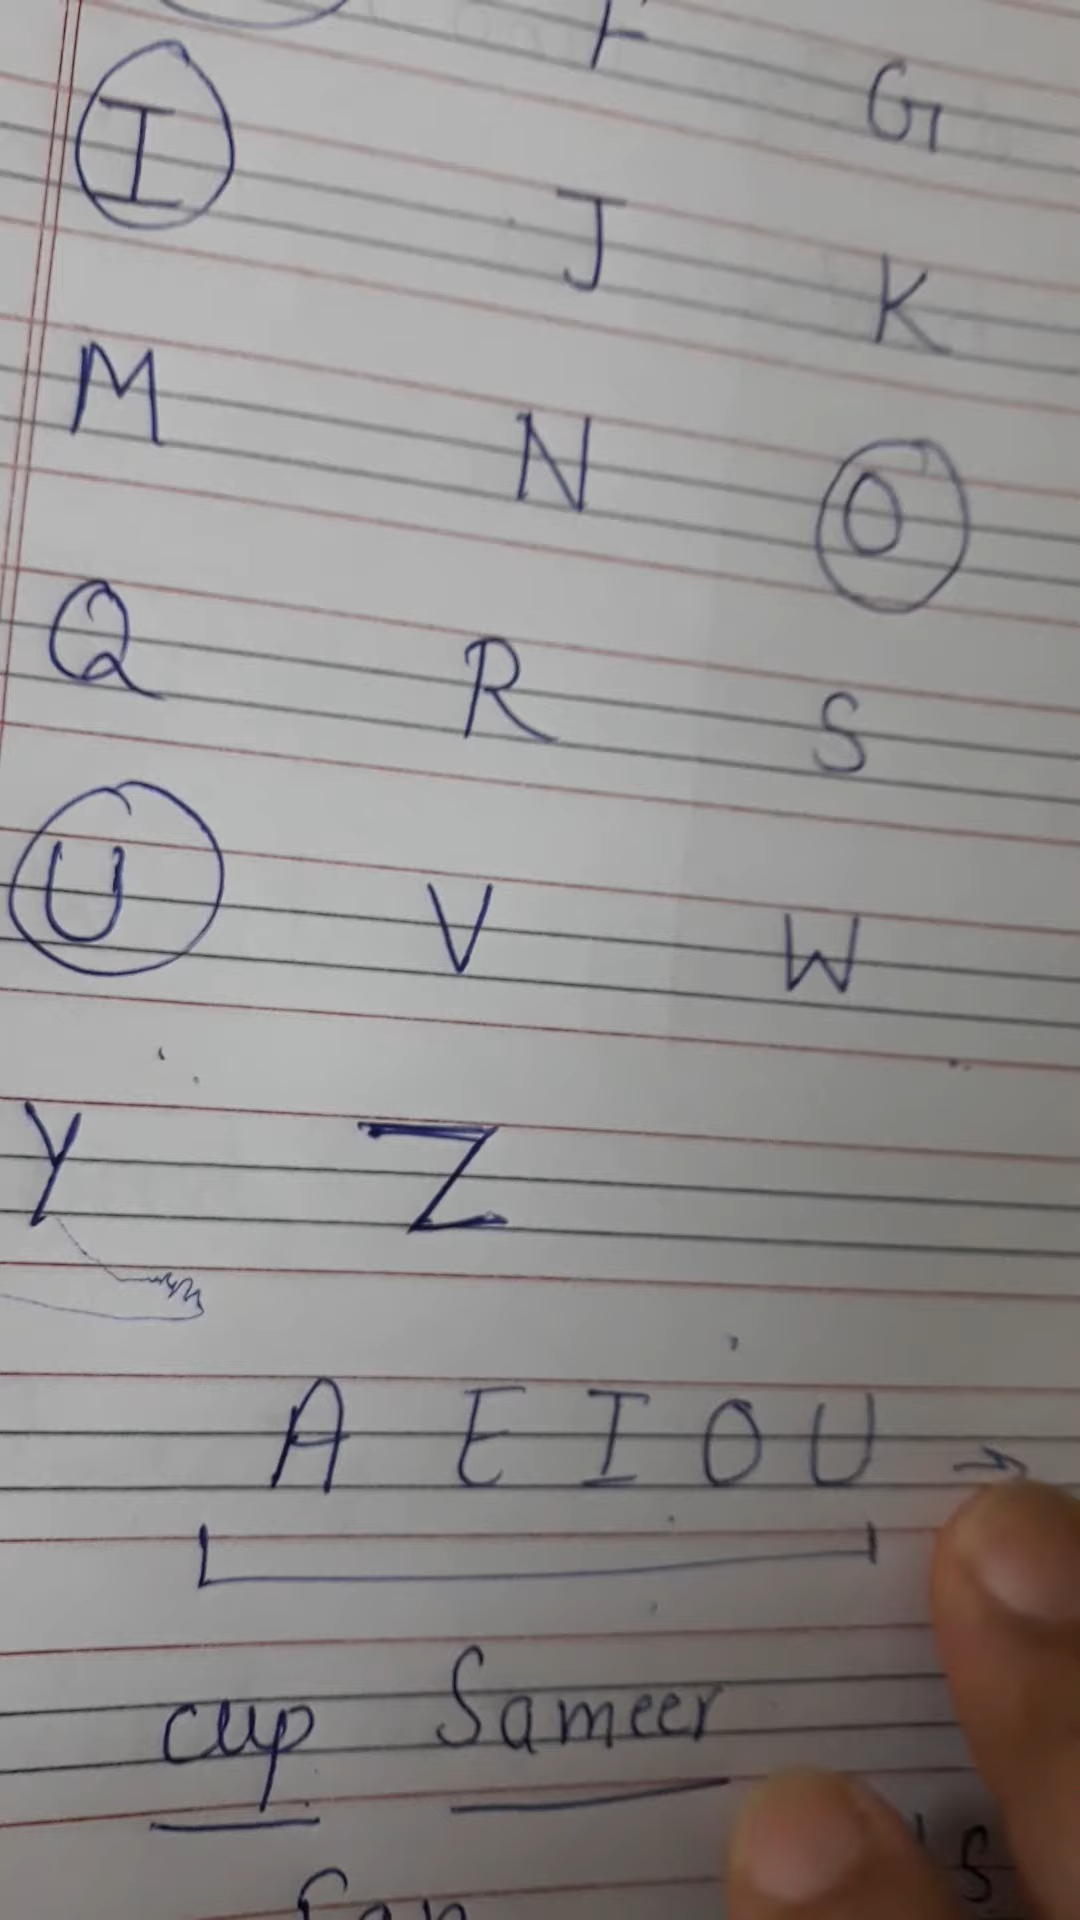 F G
I J K
M N O
Q R S
U V W
Y Z
A E I O U →
cup Sameer